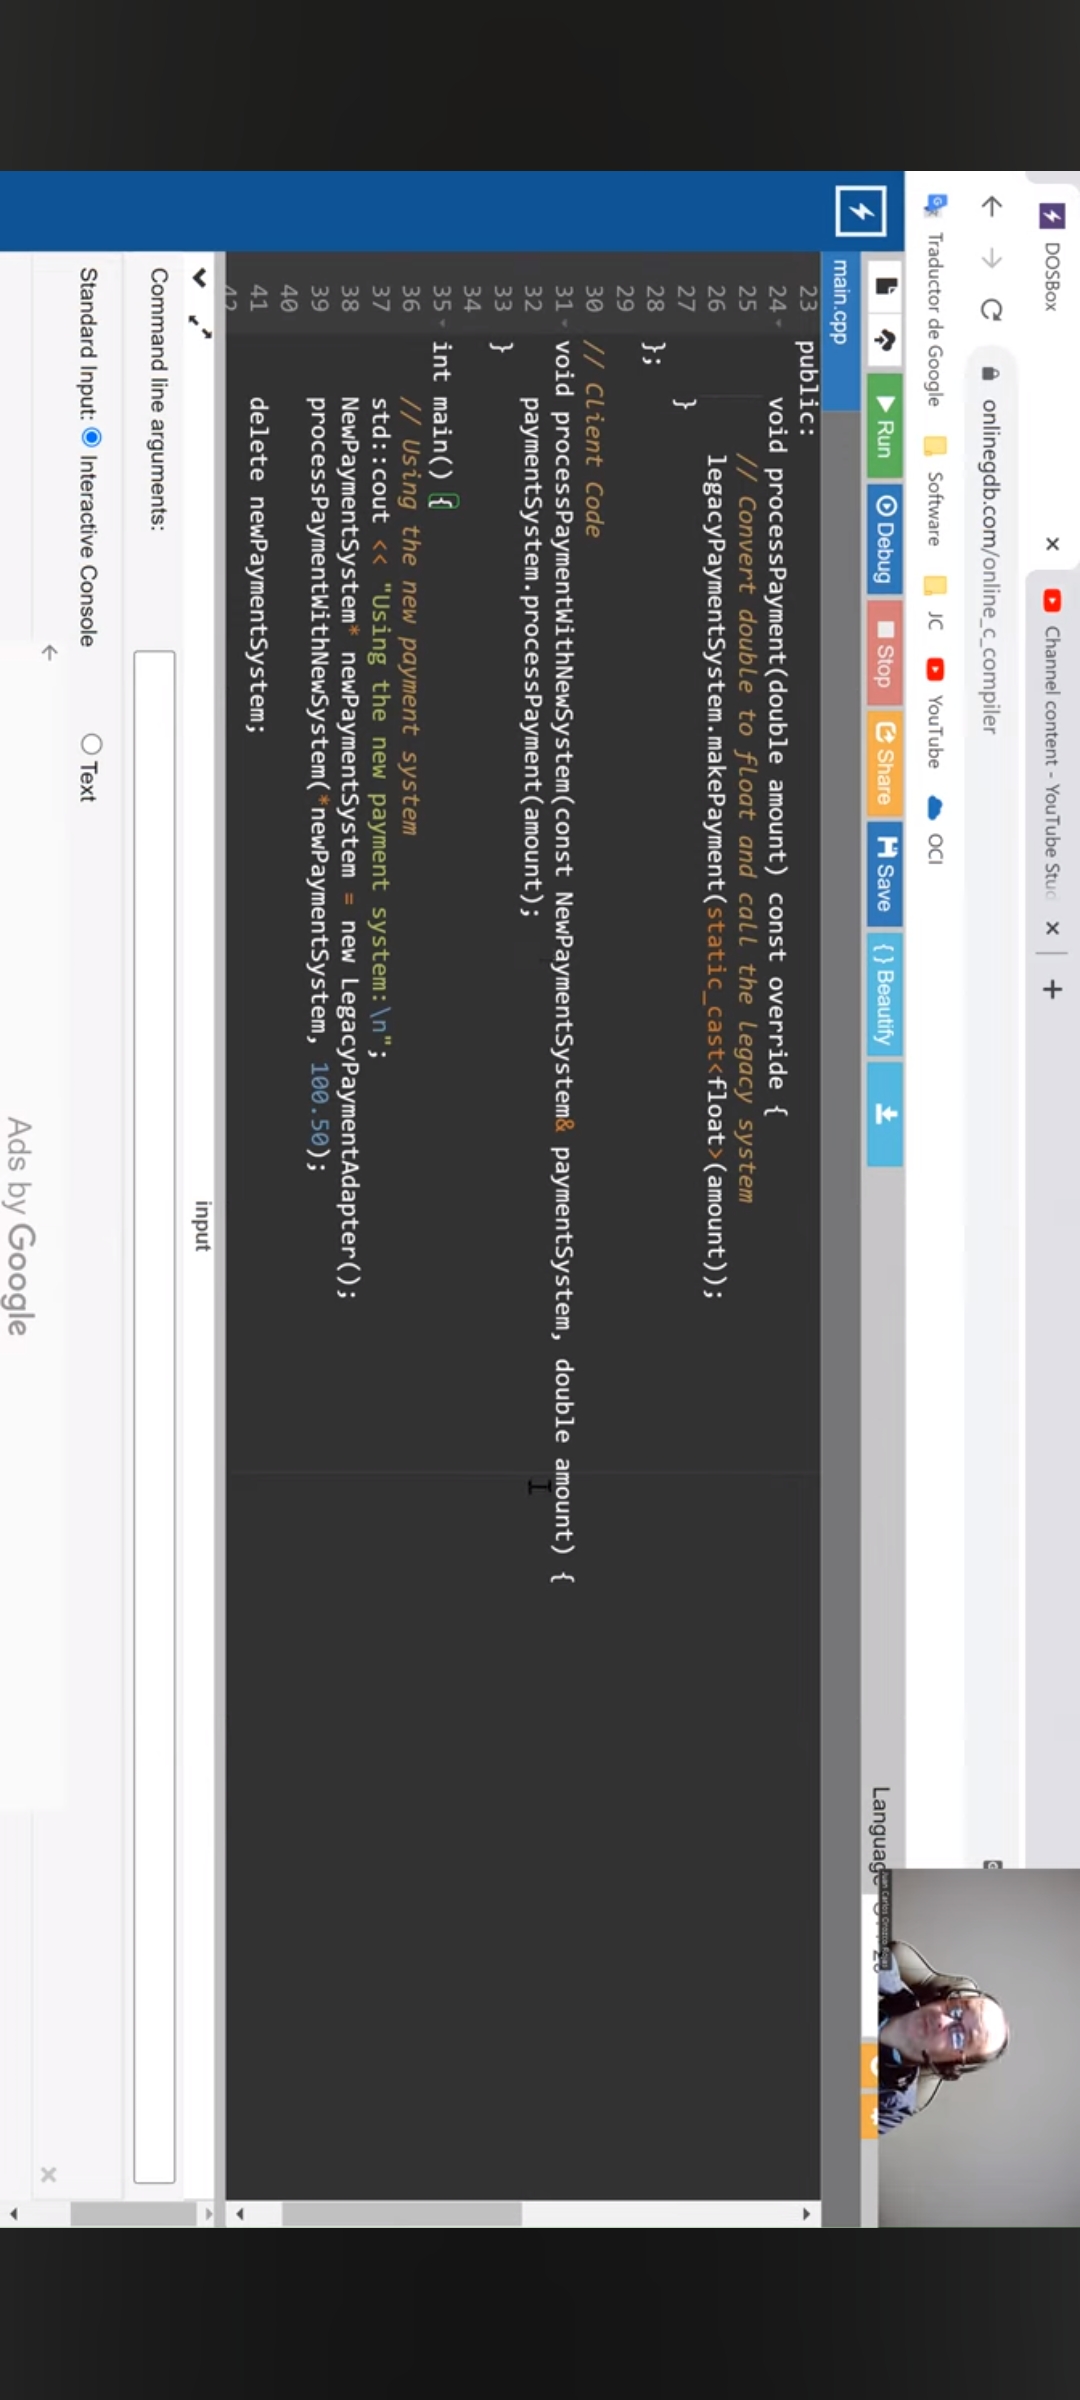 DOSBox
Channel content - YouTube Stud
onlinegdb.com/online_c_compiler
Traductor de Google Software JC YouTube OCI
Run Debug Stop Share Save {} Beautify
Language
Juan Carlos Orozco Rojas
main.cpp
23 public:
24 void processPayment(double amount) const override {
25 // Convert double to float and call the legacy system
26 legacyPaymentSystem.makePayment(static_cast<float>(amount));
27 }
28 };
29
30 // Client Code
31 void processPaymentWithNewSystem(const NewPaymentSystem& paymentSystem, double amount) {
32 paymentSystem.processPayment(amount);
33 }
34
35 int main() {
36 // Using the new payment system
37 std::cout << "Using the new payment system:\n";
38 NewPaymentSystem* newPaymentSystem = new LegacyPaymentAdapter();
39 processPaymentWithNewSystem(*newPaymentSystem, 100.50);
40
41 delete newPaymentSystem;
42
input
Command line arguments:
Standard Input: Interactive Console Text
Ads by Google